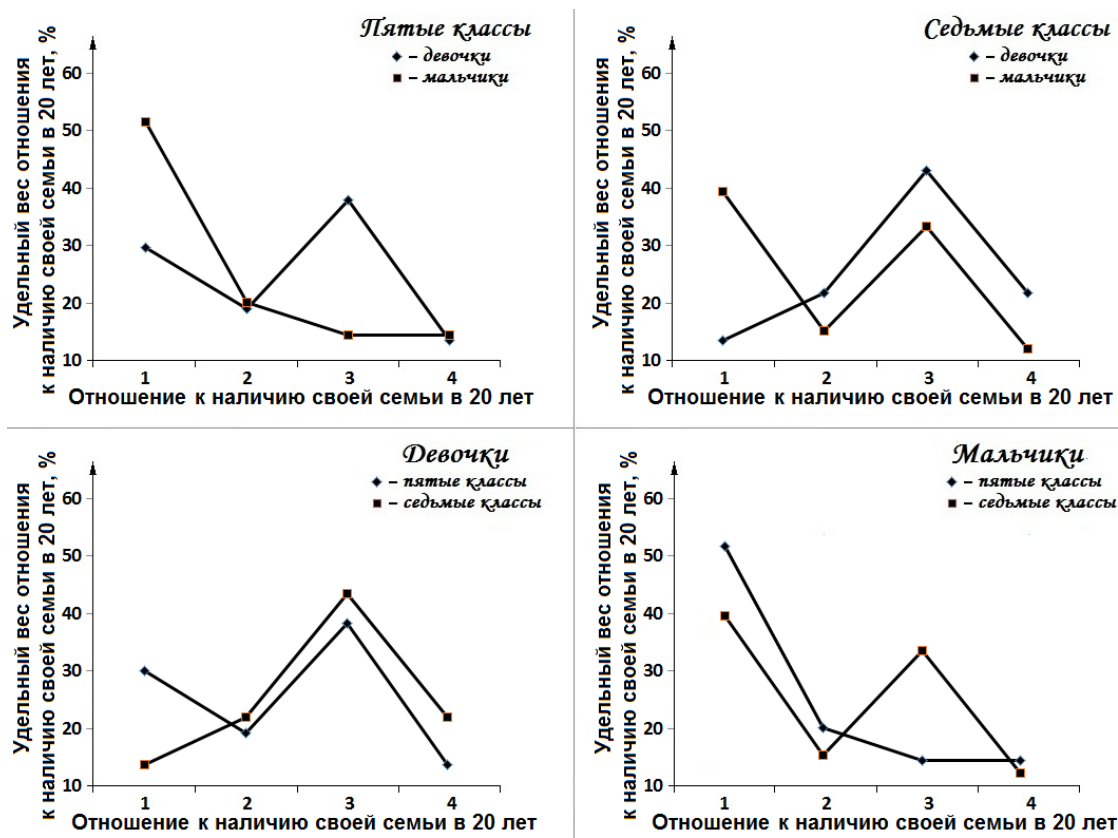 Пятые классы
– девочки
– мальчики
Удельный вес отношения
к наличию своей семьи в 20 лет, %
60
50
40
30
20
10
1 2 3 4
Отношение к наличию своей семьи в 20 лет
Седьмые классы
– девочки
– мальчики
Удельный вес отношения
к наличию своей семьи в 20 лет, %
60
50
40
30
20
10
1 2 3 4
Отношение к наличию своей семьи в 20 лет
Девочки
– пятые классы
– седьмые классы
Удельный вес отношения
к наличию своей семьи в 20 лет, %
60
50
40
30
20
10
1 2 3 4
Отношение к наличию своей семьи в 20 лет
Мальчики
– пятые классы
– седьмые классы
Удельный вес отношения
к наличию своей семьи в 20 лет, %
60
50
40
30
20
10
1 2 3 4
Отношение к наличию своей семьи в 20 лет